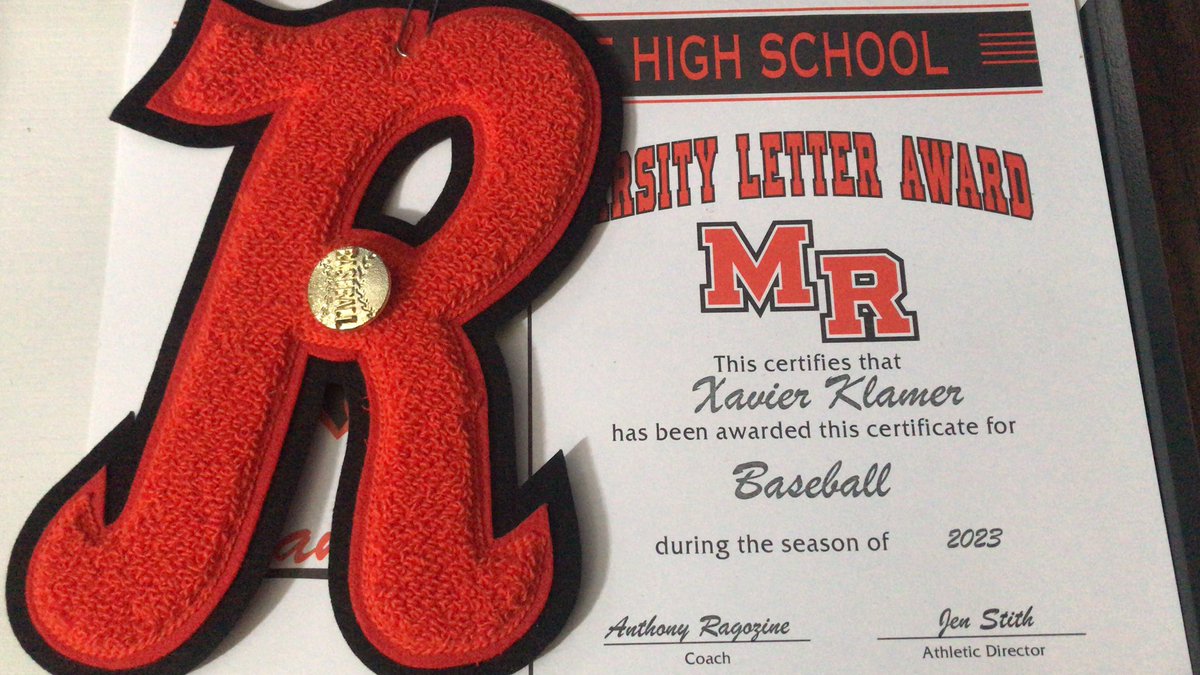 HIGH SCHOOL
LETTER AWARD
MR
This certifies that
Xavier Klamer
has been awarded this certificate for
Baseball
during the season of 2023
Anthony Ragozine Jen Stith
Coach Athletic Director
R
BASEBALL